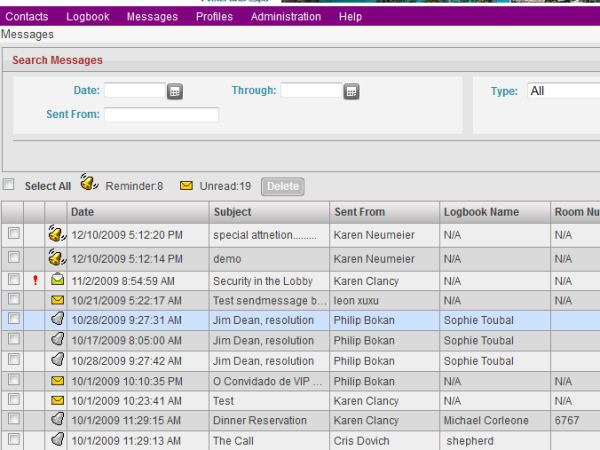 Contacts Logbook Messages Profiles Administration Help
Messages
Search Messages
Date: Through: Type: All
Sent From:
Select All Reminder:8 Unread:19 Delete
Date Subject Sent From Logbook Name Room Nu
12/10/2009 5:12:20 PM special attnetion......... Karen Neumeier N/A N/A
12/10/2009 5:12:14 PM demo Karen Neumeier N/A N/A
11/2/2009 8:54:59 AM Security in the Lobby Karen Clancy N/A N/A
10/21/2009 5:22:17 AM Test sendmessage b... leon xuxu N/A N/A
10/28/2009 9:27:31 AM Jim Dean, resolution Philip Bokan Sophie Toubal
10/17/2009 8:05:00 AM Jim Dean, resolution Philip Bokan Sophie Toubal
10/28/2009 9:27:42 AM Jim Dean, resolution Philip Bokan Sophie Toubal
10/1/2009 10:10:35 PM O Convidado de VIP ... Philip Bokan N/A N/A
10/1/2009 10:23:41 AM Test Karen Clancy N/A N/A
10/1/2009 11:29:15 AM Dinner Reservation Karen Clancy Michael Corleone 6767
10/1/2009 11:29:13 AM The Call Cris Dovich shepherd